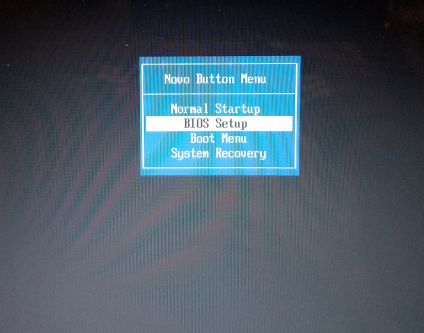 Novo Button Menu
Normal Startup
BIOS Setup
Boot Menu
System Recovery